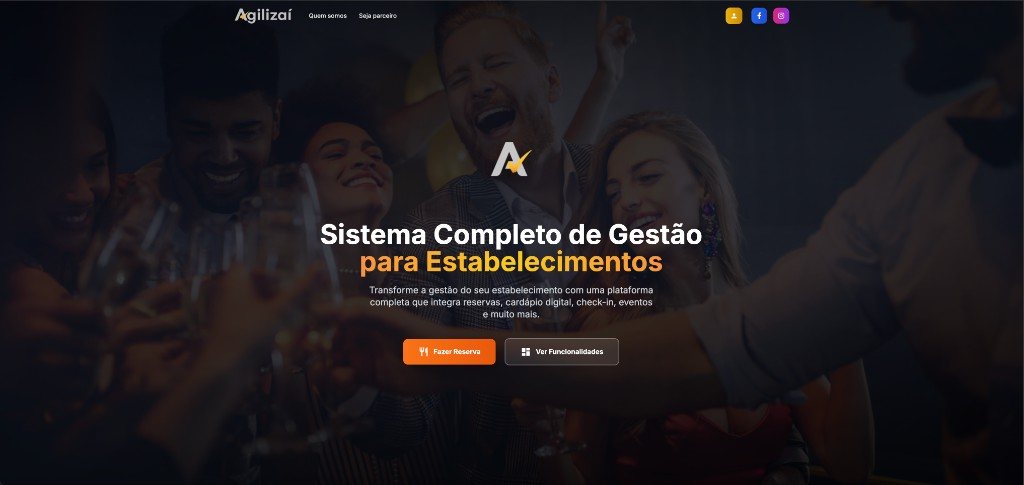 Agilizaí
Quem somos
Seja parceiro
Sistema Completo de Gestão
para Estabelecimentos
Transforme a gestão do seu estabelecimento com uma plataforma
completa que integra reservas, cardápio digital, check-in, eventos
e muito mais.
Fazer Reserva
Ver Funcionalidades